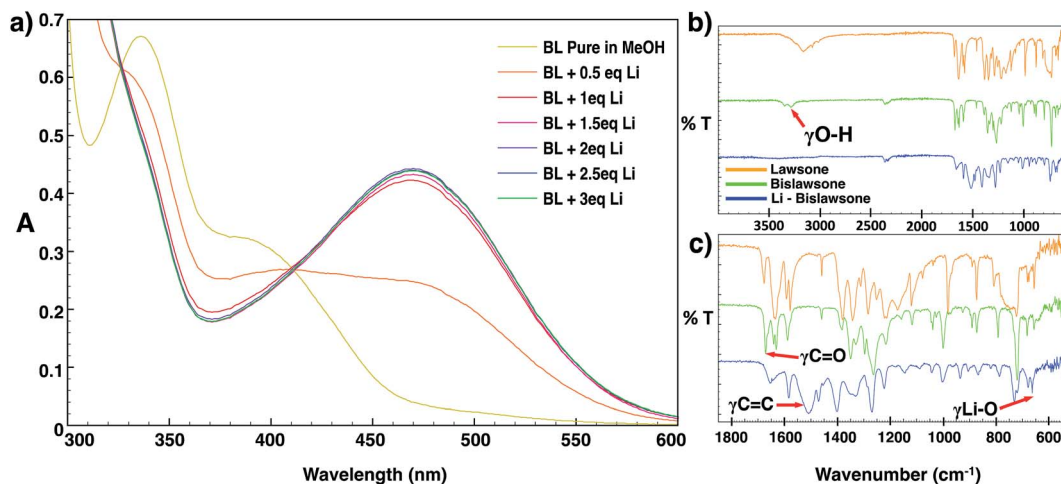 a)
0.7
0.6
0.5
0.4
0.3
0.2
0.1
0
A
300
350
400
450
500
550
600
Wavelength (nm)
BL Pure in MeOH
BL + 0.5 eq Li
BL + 1eq Li
BL + 1.5eq Li
BL + 2eq Li
BL + 2.5eq Li
BL + 3eq Li
b)
% T
γO-H
Lawsone
Bislawsone
Li - Bislawsone
3500 3000 2500 2000 1500 1000
c)
% T
γC=O
γC=C
γLi-O
1800 1600 1400 1200 1000 800 600
Wavenumber (cm-1)